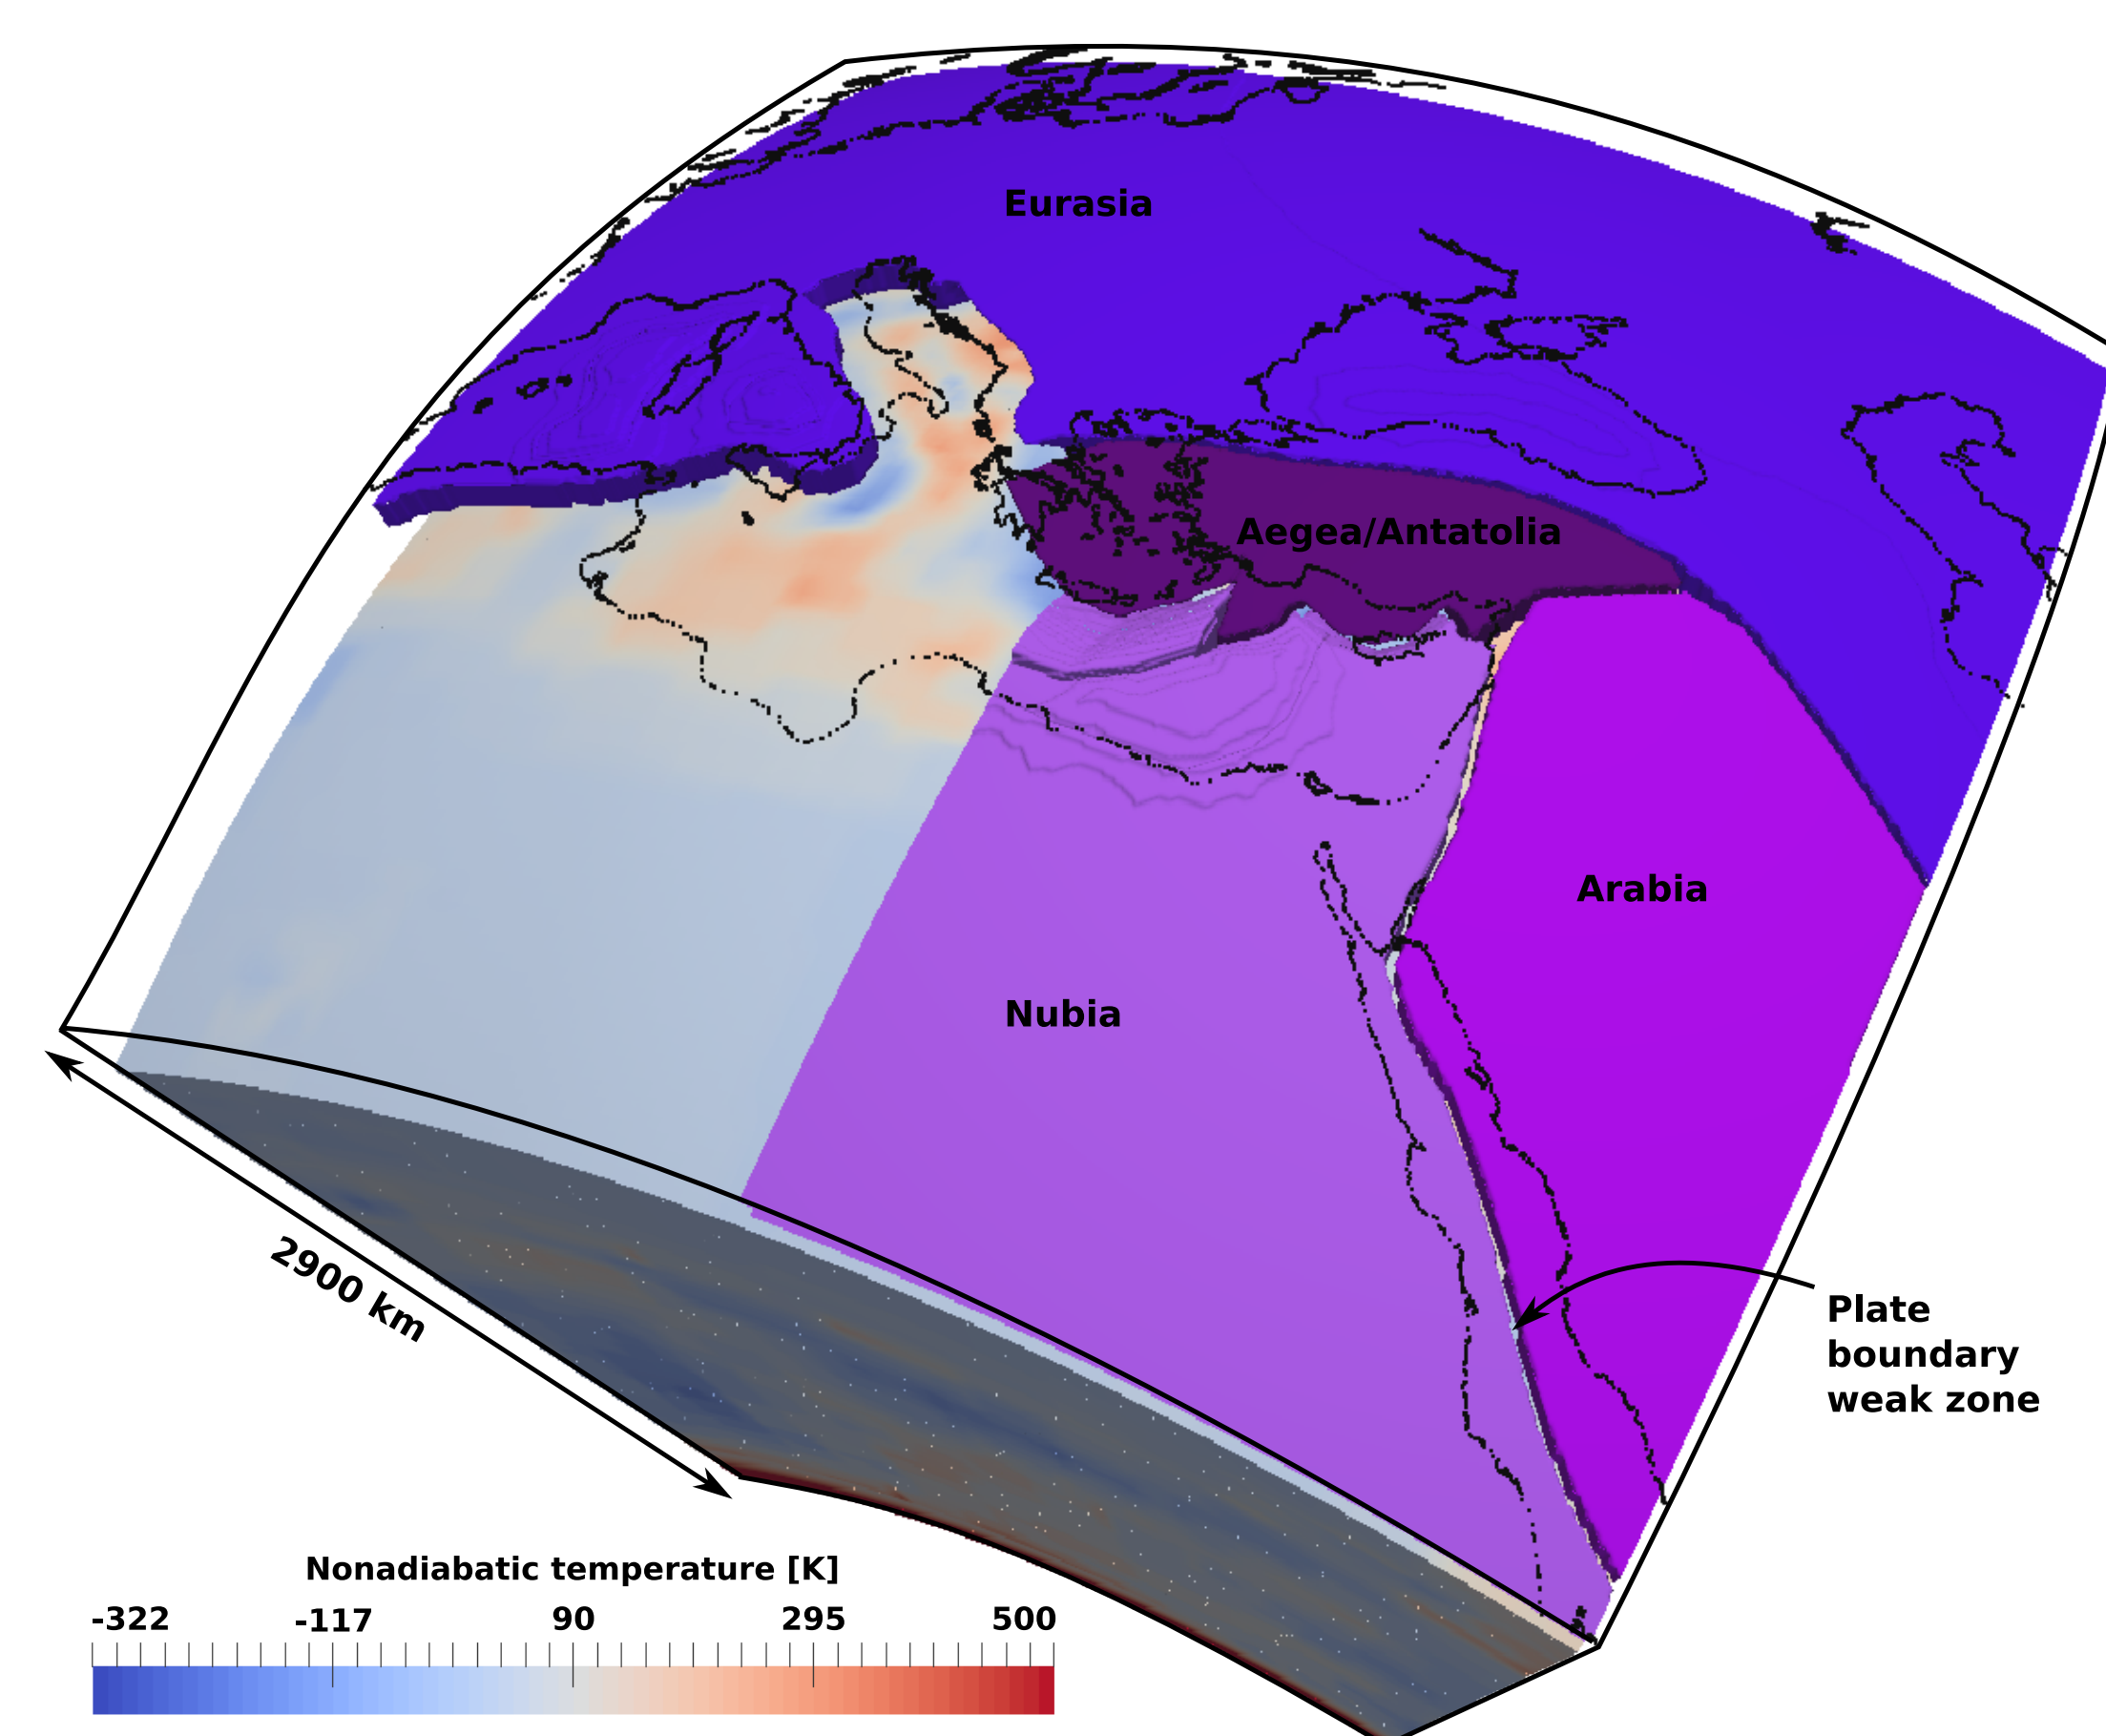 Eurasia
Aegea/Antatolia
Arabia
Nubia
Plate
boundary
weak zone
2900 km
Nonadiabatic temperature [K]
-322 -117 90 295 500